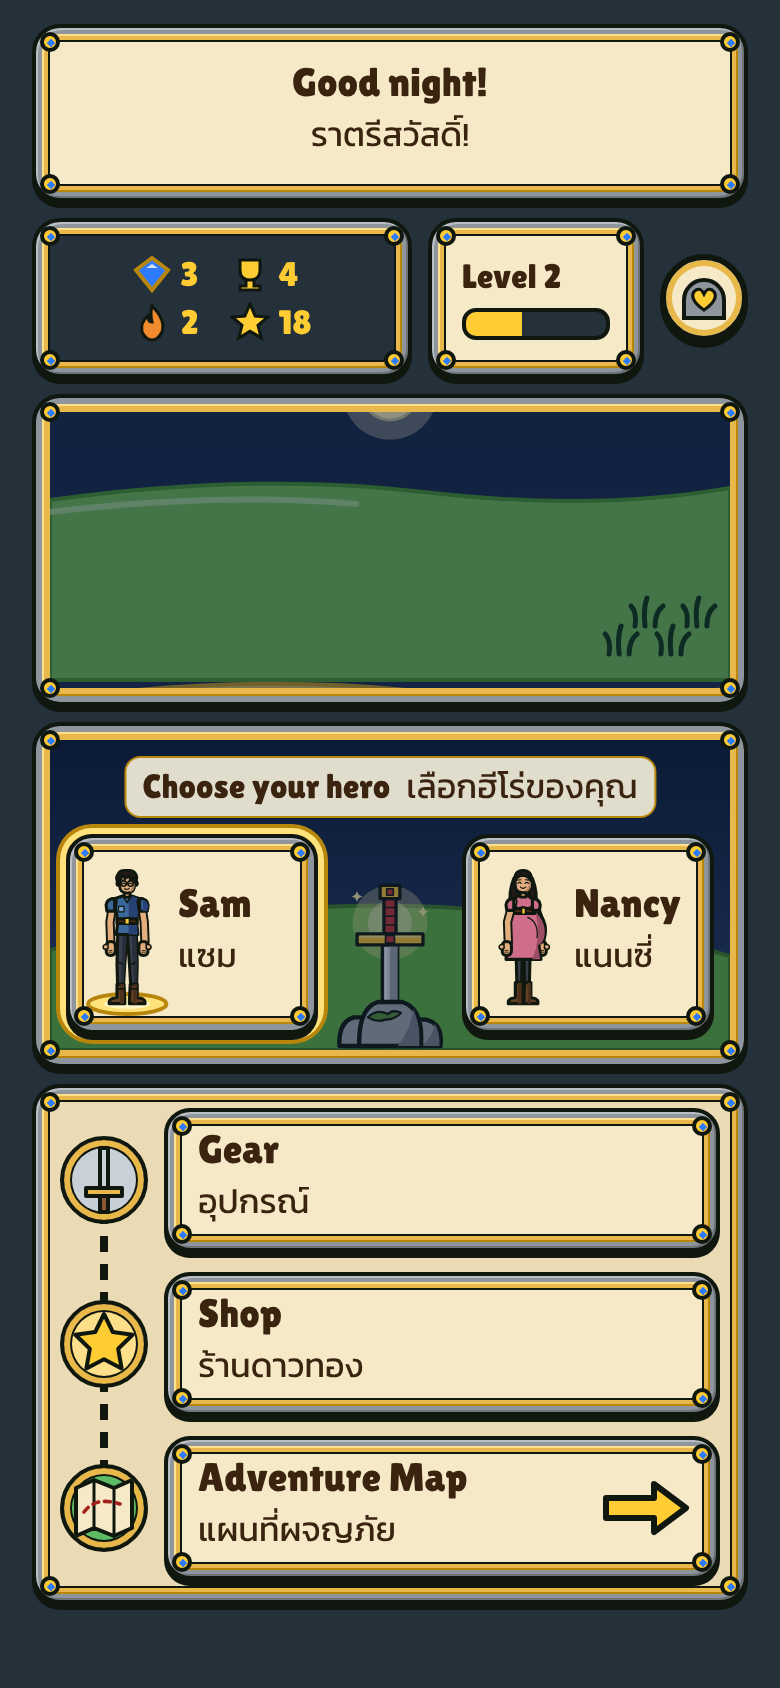 Good night!
ราตรีสวัสดิ์!
3 4
2 18
Level 2
Choose your hero เลือกฮีโร่ของคุณ
Sam
แซม
Nancy
แนนซี่
Gear
อุปกรณ์
Shop
ร้านดาวทอง
Adventure Map
แผนที่ผจญภัย